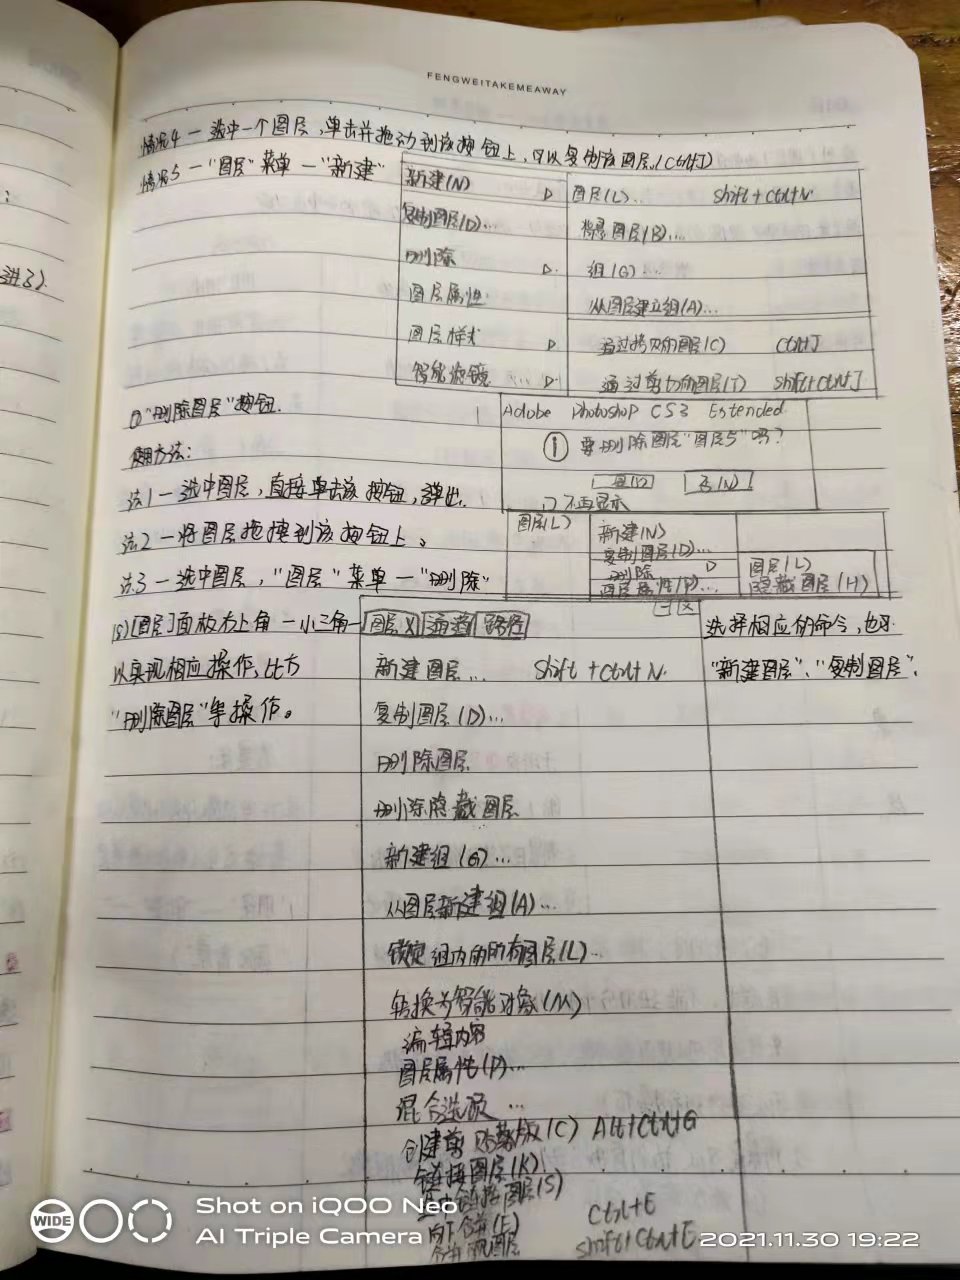 FENGWEITAKEMEAWAY
情况4 — 选中一个图层,单击并拖动到该按钮上,可以复制该图层.(Ctrl+J)
情况5 — "图层" 菜单 — "新建"
新建(N) ▷ 图层(L)... Shift+Ctrl+N
复制图层(D)... 背景图层(B)...
删除 ▷ 组(G)...
图层属性 从图层建立组(A)...
图层样式 ▷ 通过拷贝的图层(C) Ctrl+J
智能滤镜 ▷ 通过剪切的图层(T) Shift+Ctrl+J
①"删除图层"按钮.
Adobe Photoshop CS3 Extended
① 要删除图层"图层5"吗?
使用方法:
是(Y) 否(N)
法1 — 选中图层,直接单击该按钮,弹出.
口不再显示
法2 — 将图层拖拽到该按钮上。
图层(L) 新建(N)
复制图层(D)...
法3 — 选中图层,"图层"菜单 — "删除"
删除 ▷ 图层(L)
图层属性(P)... 隐藏图层(H)
(5)[图层]面板右上角 — 小三角 — 图层X 通道 路径
选择相应的命令,也可
以实现相应操作,比方
新建图层... Shift+Ctrl+N
"新建图层"、"复制图层"、
"删除图层"等操作。
复制图层(D)...
删除图层
删除隐藏图层
新建组(G)...
从图层新建组(A)...
锁定组内的所有图层(L)...
转换为智能对象(M)
编辑内容
图层属性(P)...
混合选项...
创建剪贴蒙版(C) Alt+Ctrl+G
链接图层(K)
链接图层(S)
向下合并(E) Ctrl+E
合并可见图层 Shift+Ctrl+E
进了).
WIDE
Shot on iQOO Neo
AI Triple Camera
2021.11.30 19:22